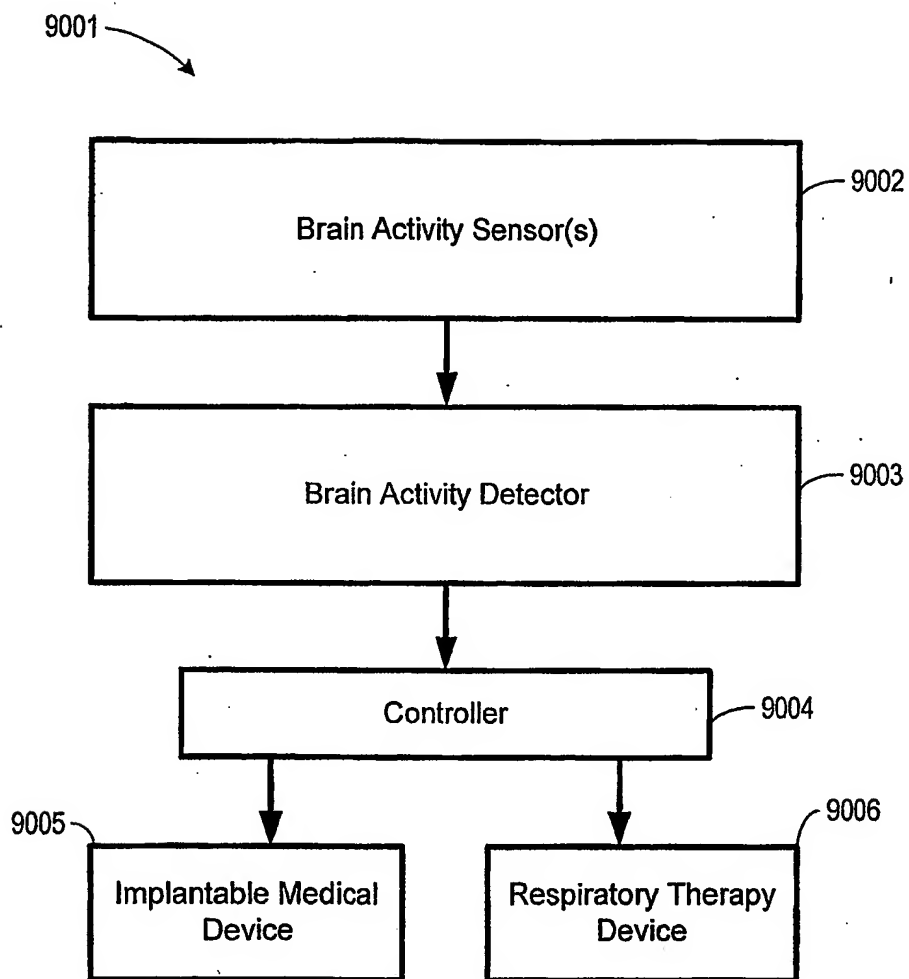 9001
9002
Brain Activity Sensor(s)
9003
Brain Activity Detector
Controller
9004
9005
9006
Implantable Medical
Device
Respiratory Therapy
Device